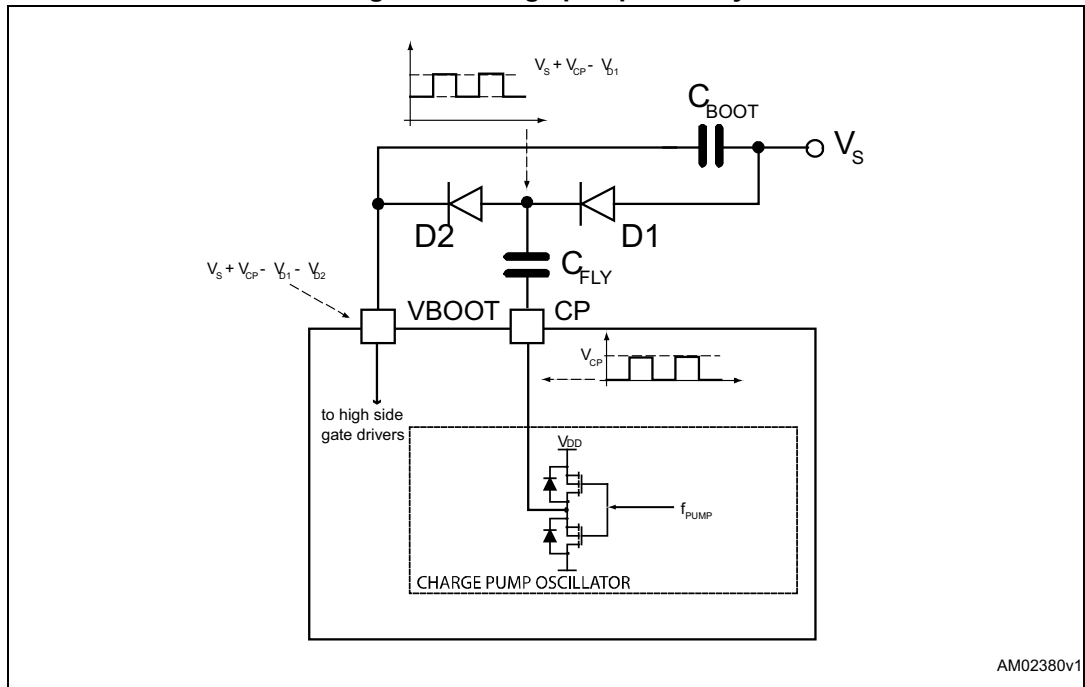 V_S + V_CP - V_D1
C_BOOT
V_S
D2
D1
C_FLY
V_S + V_CP - V_D1 - V_D2
VBOOT
CP
V_CP
to high side
gate drivers
V_DD
f_PUMP
CHARGE PUMP OSCILLATOR
AM02380v1